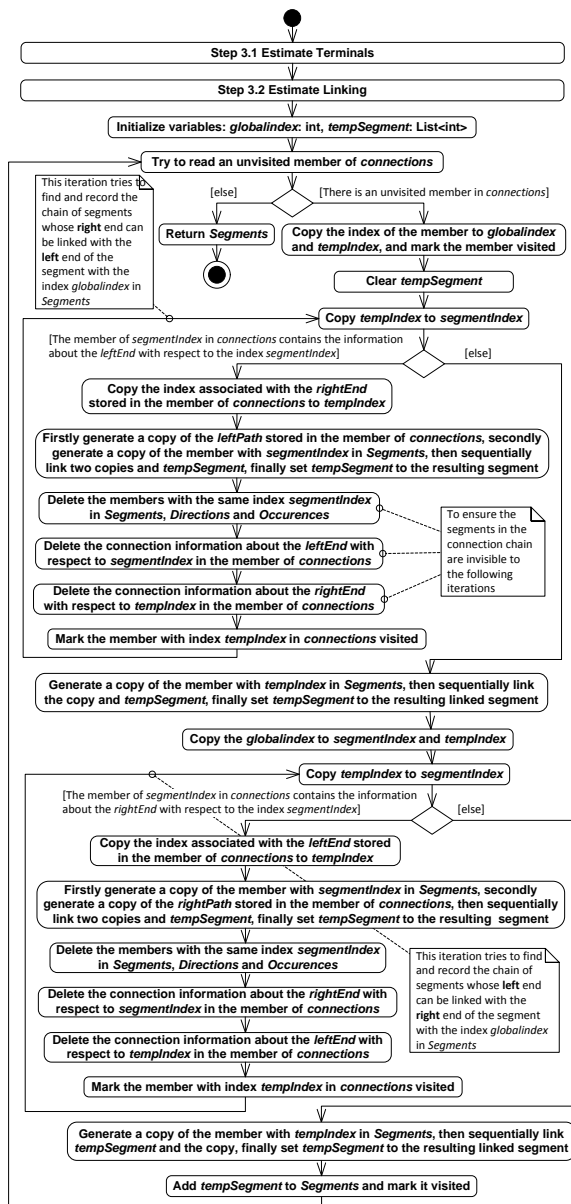 Step 3.1 Estimate Terminals
Step 3.2 Estimate Linking
Initialize variables: globalindex: int, tempSegment: List<int>
Try to read an unvisited member of connections
This iteration tries to
find and record the
chain of segments
whose right end can
be linked with the
left end of the
segment with the
index globalindex in
Segments
[else]
[There is an unvisited member in connections]
Return Segments
Copy the index of the member to globalindex
and tempIndex, and mark the member visited
Clear tempSegment
Copy tempIndex to segmentIndex
[The member of segmentIndex in connections contains the information
about the leftEnd with respect to the index segmentIndex]
[else]
Copy the index associated with the rightEnd
stored in the member of connections to tempIndex
Firstly generate a copy of the leftPath stored in the member of connections, secondly
generate a copy of the member with segmentIndex in Segments, then sequentially
link two copies and tempSegment, finally set tempSegment to the resulting segment
Delete the members with the same index segmentIndex
in Segments, Directions and Occurences
To ensure the
segments in the
connection chain
are invisible to
the following
iterations
Delete the connection information about the leftEnd with
respect to segmentIndex in the member of connections
Delete the connection information about the rightEnd
with respect to tempIndex in the member of connections
Mark the member with index tempIndex in connections visited
Generate a copy of the member with tempIndex in Segments, then sequentially link
the copy and tempSegment, finally set tempSegment to the resulting linked segment
Copy the globalindex to segmentIndex and tempIndex
Copy tempIndex to segmentIndex
[The member of segmentIndex in connections contains the information
about the rightEnd with respect to the index segmentIndex]
[else]
Copy the index associated with the leftEnd stored
in the member of connections to tempIndex
Firstly generate a copy of the member with segmentIndex in Segments, secondly
generate a copy of the rightPath stored in the member of connections, then sequentially
link two copies and tempSegment, finally set tempSegment to the resulting segment
Delete the members with the same index segmentIndex
in Segments, Directions and Occurences
This iteration tries to find
and record the chain of
segments whose left end
can be linked with the
right end of the segment
with the index globalindex
in Segments
Delete the connection information about the rightEnd with
respect to segmentIndex in the member of connections
Delete the connection information about the leftEnd with
respect to tempIndex in the member of connections
Mark the member with index tempIndex in connections visited
Generate a copy of the member with tempIndex in Segments, then sequentially link
tempSegment and the copy, finally set tempSegment to the resulting linked segment
Add tempSegment to Segments and mark it visited